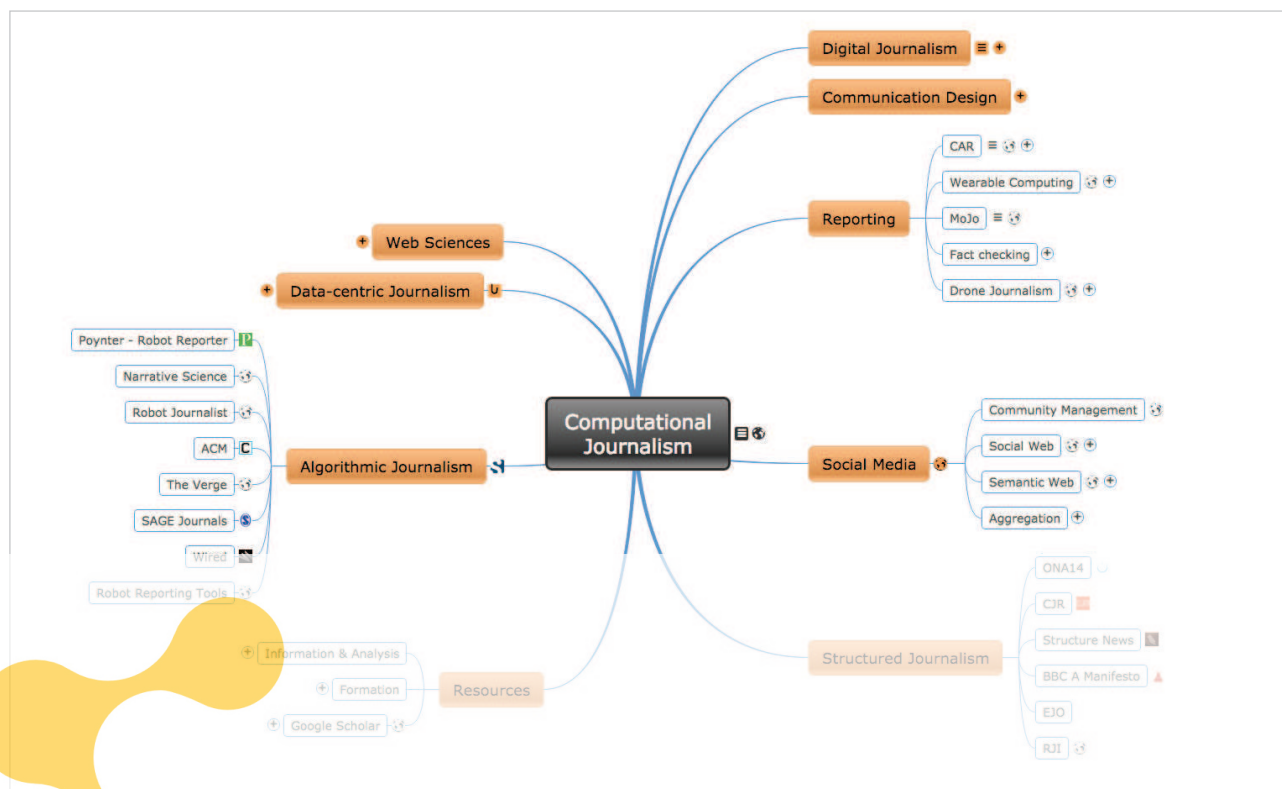 Digital Journalism
Communication Design
Reporting
CAR
Wearable Computing
MoJo
Fact checking
Drone Journalism
Web Sciences
Data-centric Journalism
Computational
Journalism
Algorithmic Journalism
Poynter - Robot Reporter
Narrative Science
Robot Journalist
ACM
The Verge
SAGE Journals
Wired
Robot Reporting Tools
Social Media
Community Management
Social Web
Semantic Web
Aggregation
Structured Journalism
ONA14
CJR
Structure News
BBC A Manifesto
EJO
RJI
Resources
Information & Analysis
Formation
Google Scholar